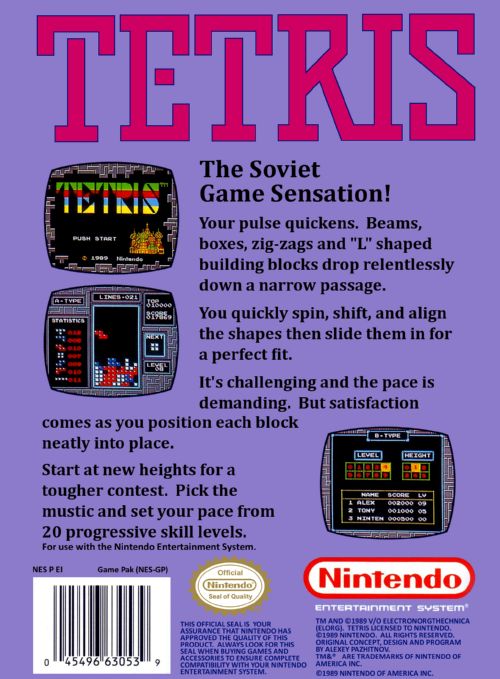 TETRIS
The Soviet
Game Sensation!
TETRIS
PUSH START
© 1989 Nintendo
Your pulse quickens. Beams,
boxes, zig-zags and "L" shaped
building blocks drop relentlessly
down a narrow passage.
A-TYPE
LINES-021
TOP
010000
SCORE
017869
STATISTICS
NEXT
LEVEL
You quickly spin, shift, and align
the shapes then slide them in for
a perfect fit.
It's challenging and the pace is
demanding. But satisfaction
comes as you position each block
neatly into place.
Start at new heights for a
tougher contest. Pick the
mustic and set your pace from
20 progressive skill levels.
For use with the Nintendo Entertainment System.
B-TYPE
LEVEL HEIGHT
NAME SCORE LV
1 ALEX 002000 09
2 TONY 001000 05
3 NINTEN 000500 00
NES P EI Game Pak (NES-GP)
0 45496 63053 9
Official
Nintendo
Seal of Quality
THIS OFFICIAL SEAL IS YOUR
ASSURANCE THAT NINTENDO HAS
APPROVED THE QUALITY OF THIS
PRODUCT. ALWAYS LOOK FOR THIS
SEAL WHEN BUYING GAMES AND
ACCESSORIES TO ENSURE COMPLETE
COMPATIBILITY WITH YOUR NINTENDO
ENTERTAINMENT SYSTEM.
Nintendo
ENTERTAINMENT SYSTEM®
TM AND ©1989 V/O ELECTRONORGTHECHNICA
(ELORG). TETRIS LICENSED TO NINTENDO.
©1989 NINTENDO. ALL RIGHTS RESERVED.
ORIGINAL CONCEPT, DESIGN AND PROGRAM
BY ALEXEY PAZHITNOV.
TM&® ARE TRADEMARKS OF NINTENDO OF
AMERICA INC.
©1989 NINTENDO OF AMERICA INC.